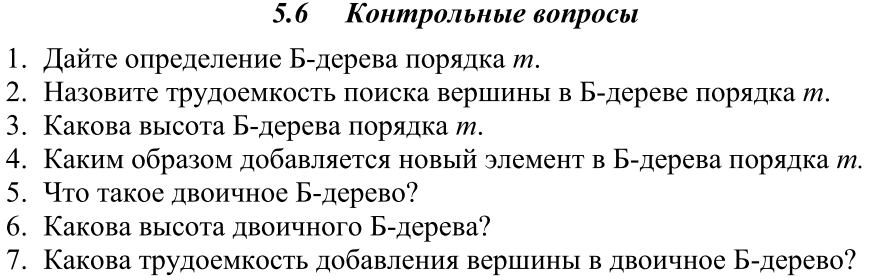 5.6 Контрольные вопросы
1. Дайте определение Б-дерева порядка m.
2. Назовите трудоемкость поиска вершины в Б-дереве порядка m.
3. Какова высота Б-дерева порядка m.
4. Каким образом добавляется новый элемент в Б-дерева порядка m.
5. Что такое двоичное Б-дерево?
6. Какова высота двоичного Б-дерева?
7. Какова трудоемкость добавления вершины в двоичное Б-дерево?